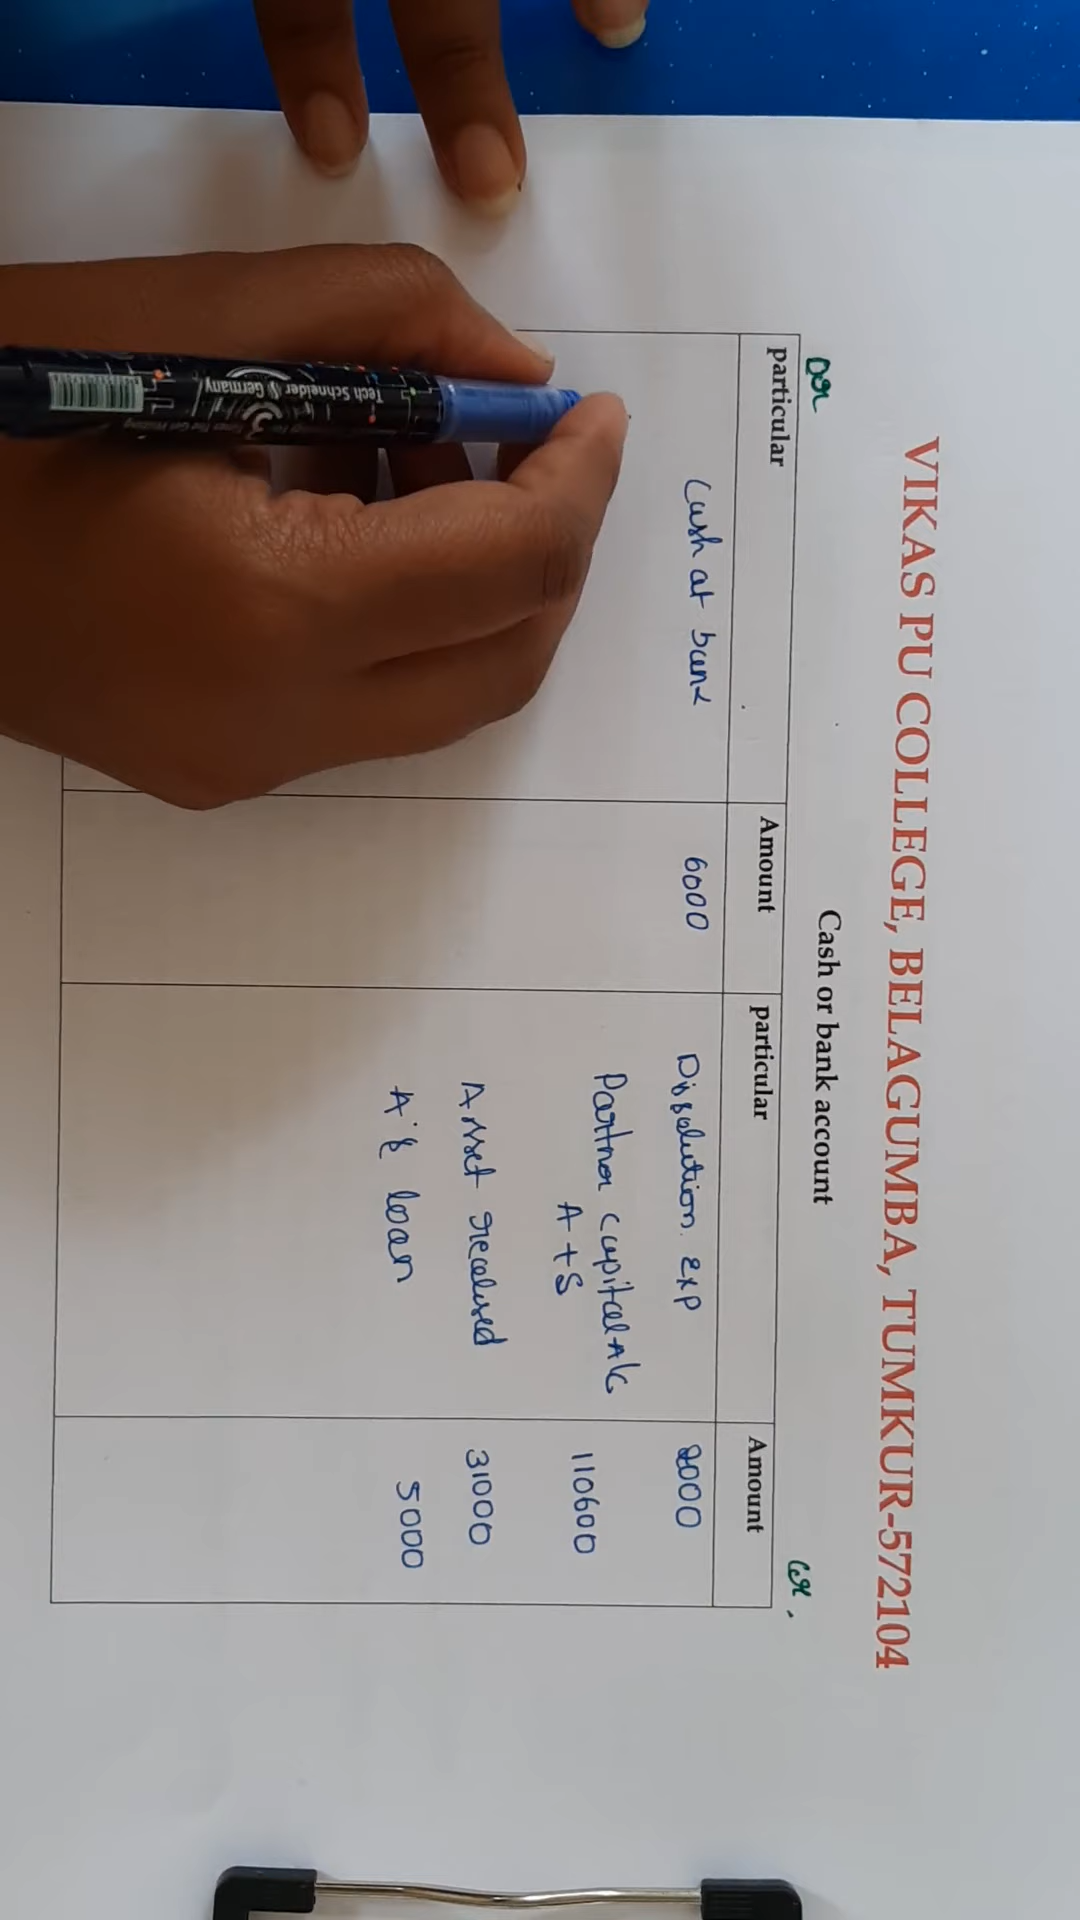 VIKAS PU COLLEGE, BELAGUMBA, TUMKUR-572104
Cash or bank account
Dr
Cr.
particular Amount particular Amount
Cash at bank 6000 Dissolution. Exp 2000
Partner capital A/c 110600
A + S
Asset realised 31000
A's loan 5000
Tech Schneider Germany